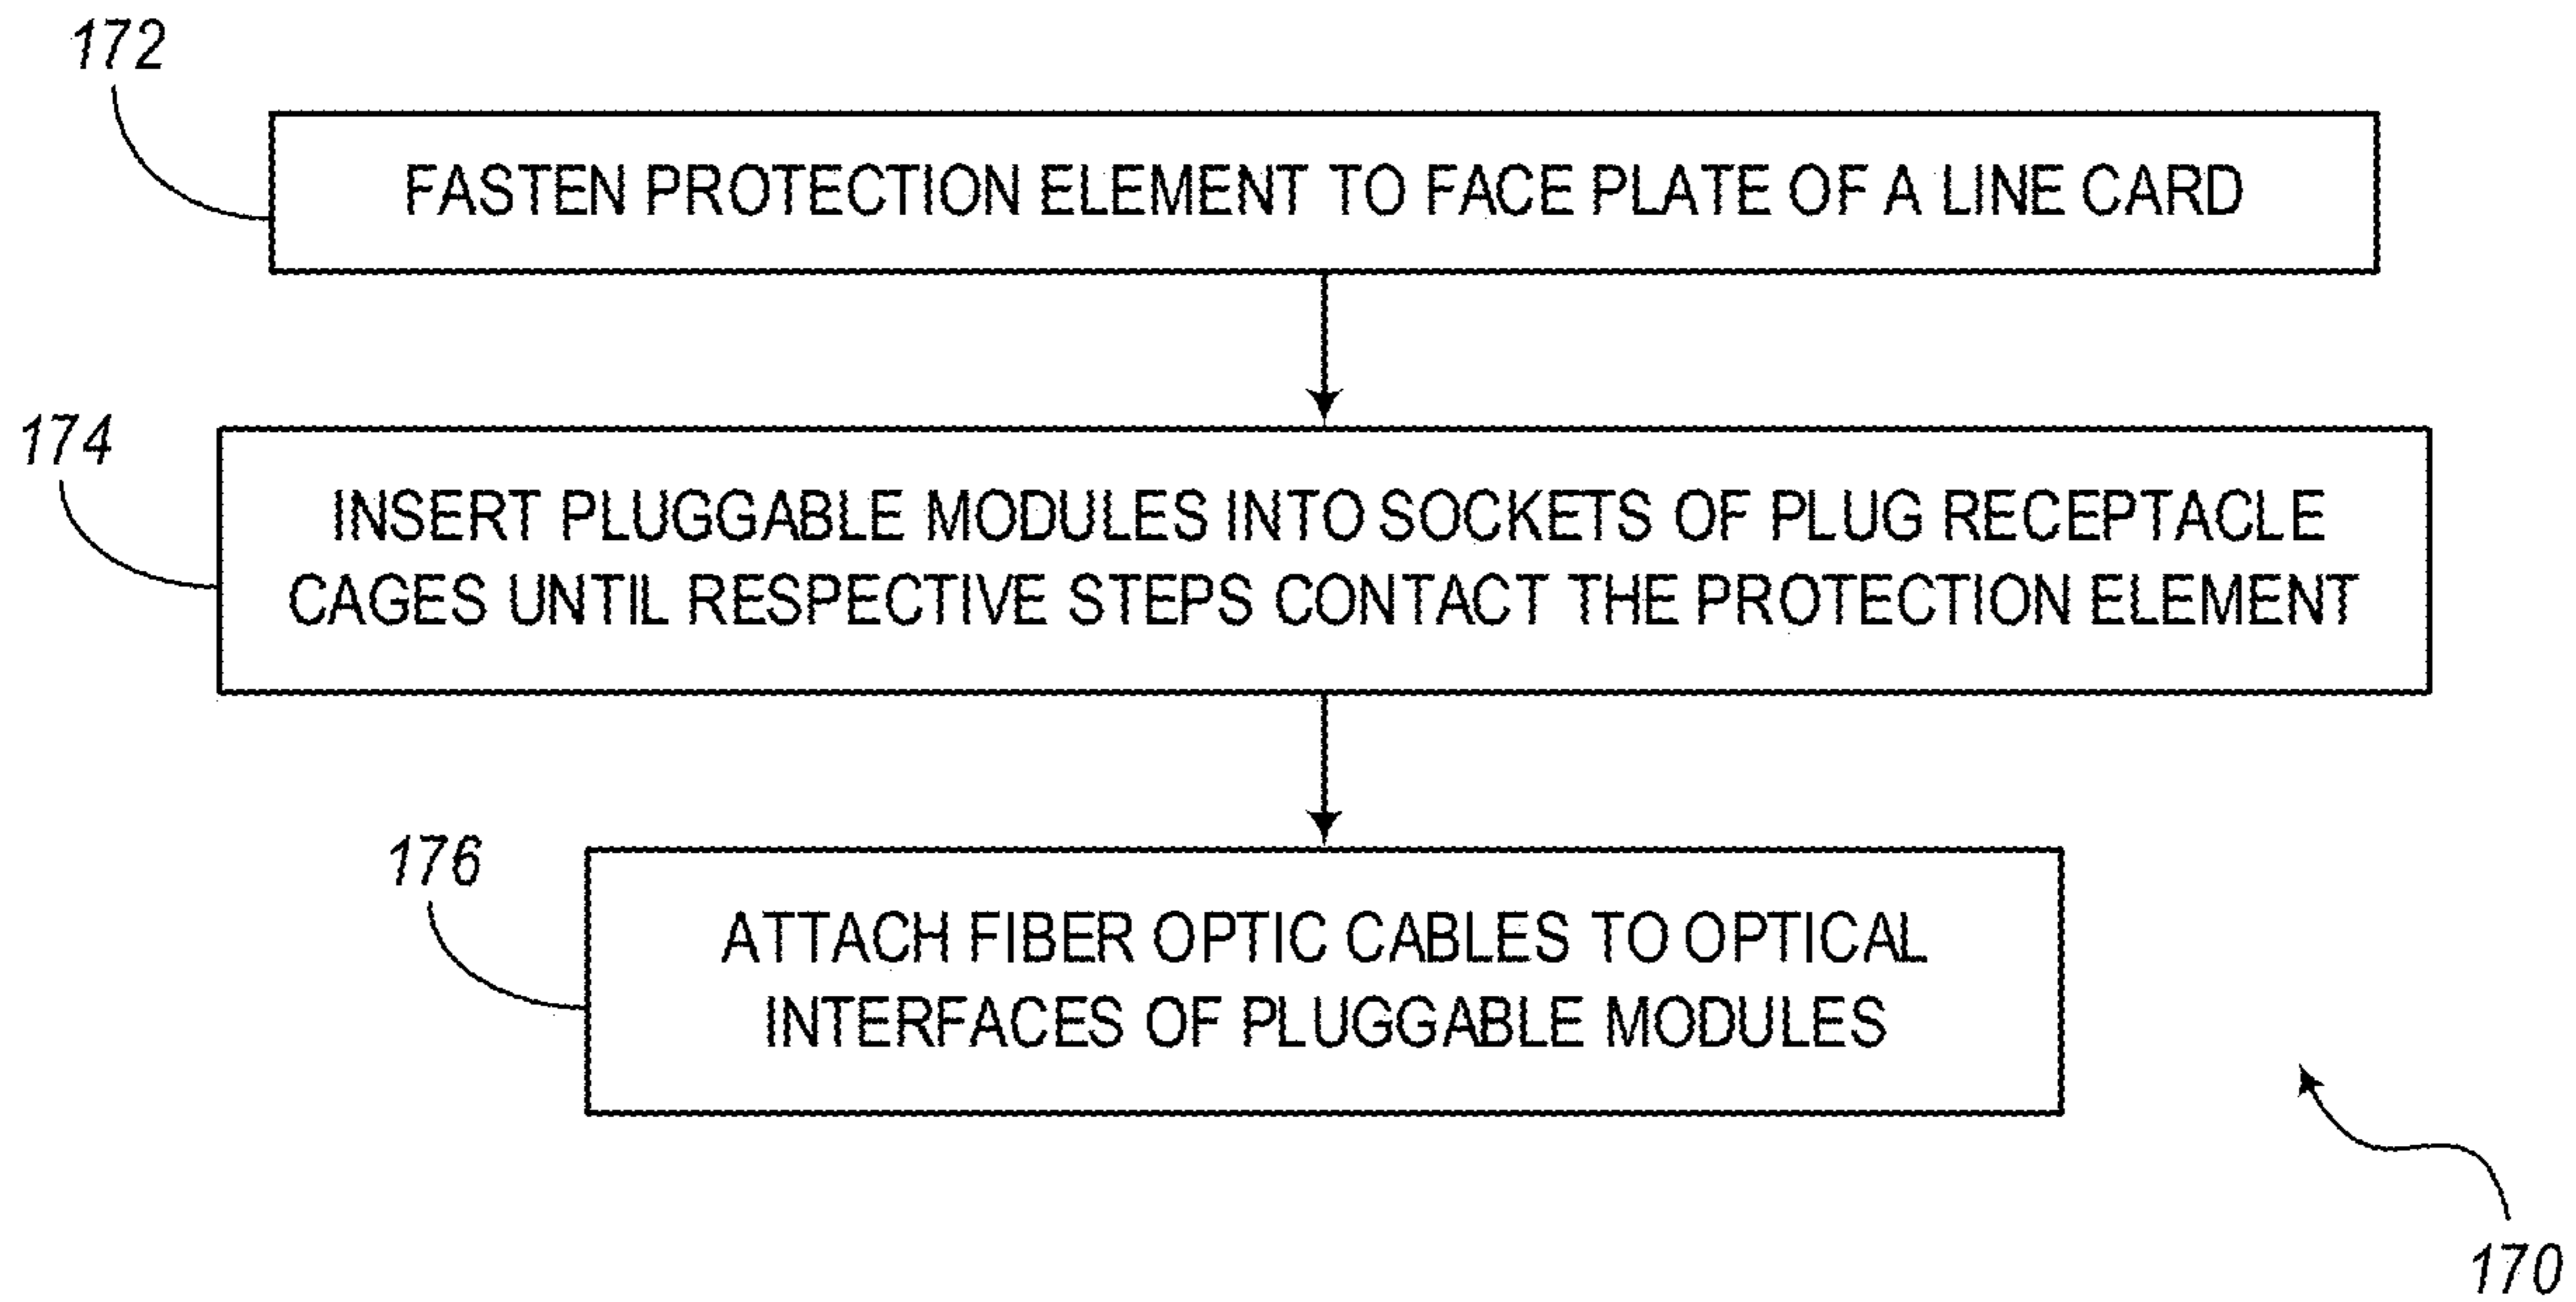 172
FASTEN PROTECTION ELEMENT TO FACE PLATE OF A LINE CARD
174
INSERT PLUGGABLE MODULES INTO SOCKETS OF PLUG RECEPTACLE
CAGES UNTIL RESPECTIVE STEPS CONTACT THE PROTECTION ELEMENT
176
ATTACH FIBER OPTIC CABLES TO OPTICAL
INTERFACES OF PLUGGABLE MODULES
170